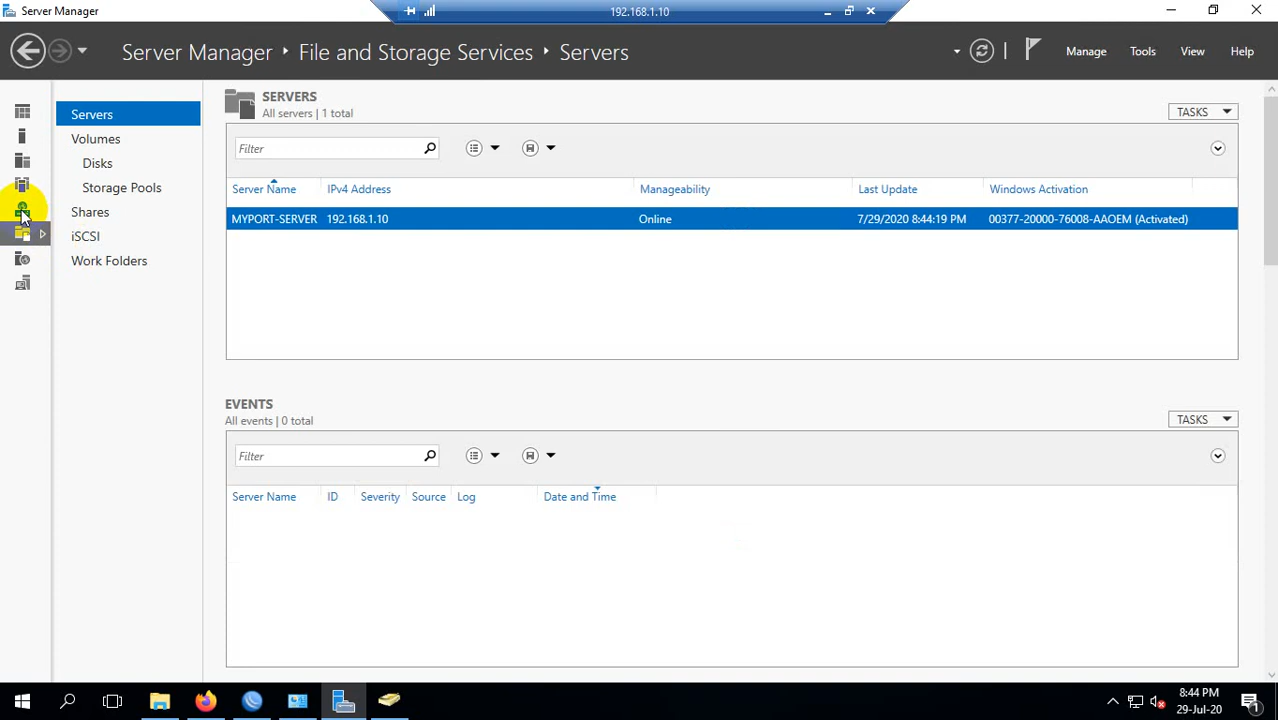 Server Manager
192.168.1.10
Server Manager ‣ File and Storage Services ‣ Servers
Manage Tools View Help
Servers
Volumes
Disks
Storage Pools
Shares
iSCSI
Work Folders
SERVERS
All servers | 1 total
TASKS
Filter
Server Name IPv4 Address Manageability Last Update Windows Activation
MYPORT-SERVER 192.168.1.10 Online 7/29/2020 8:44:19 PM 00377-20000-76008-AAOEM (Activated)
EVENTS
All events | 0 total
TASKS
Filter
Server Name ID Severity Source Log Date and Time
8:44 PM
29-Jul-20
1